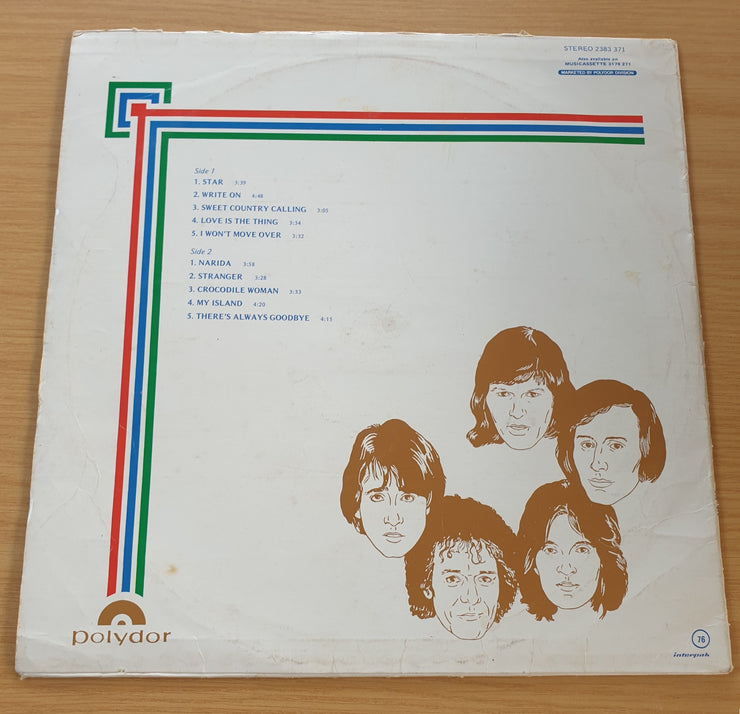 STEREO 2383 371
Also available on
MUSICASSETTE 3170 371
MARKETED BY POLYDOR DIVISION
Side 1
1. STAR 3:39
2. WRITE ON 4:48
3. SWEET COUNTRY CALLING 3:05
4. LOVE IS THE THING 3:34
5. I WON'T MOVE OVER 3:32
Side 2
1. NARIDA 3:58
2. STRANGER 3:28
3. CROCODILE WOMAN 3:33
4. MY ISLAND 4:20
5. THERE'S ALWAYS GOODBYE 4:15
polydor
76
interpak